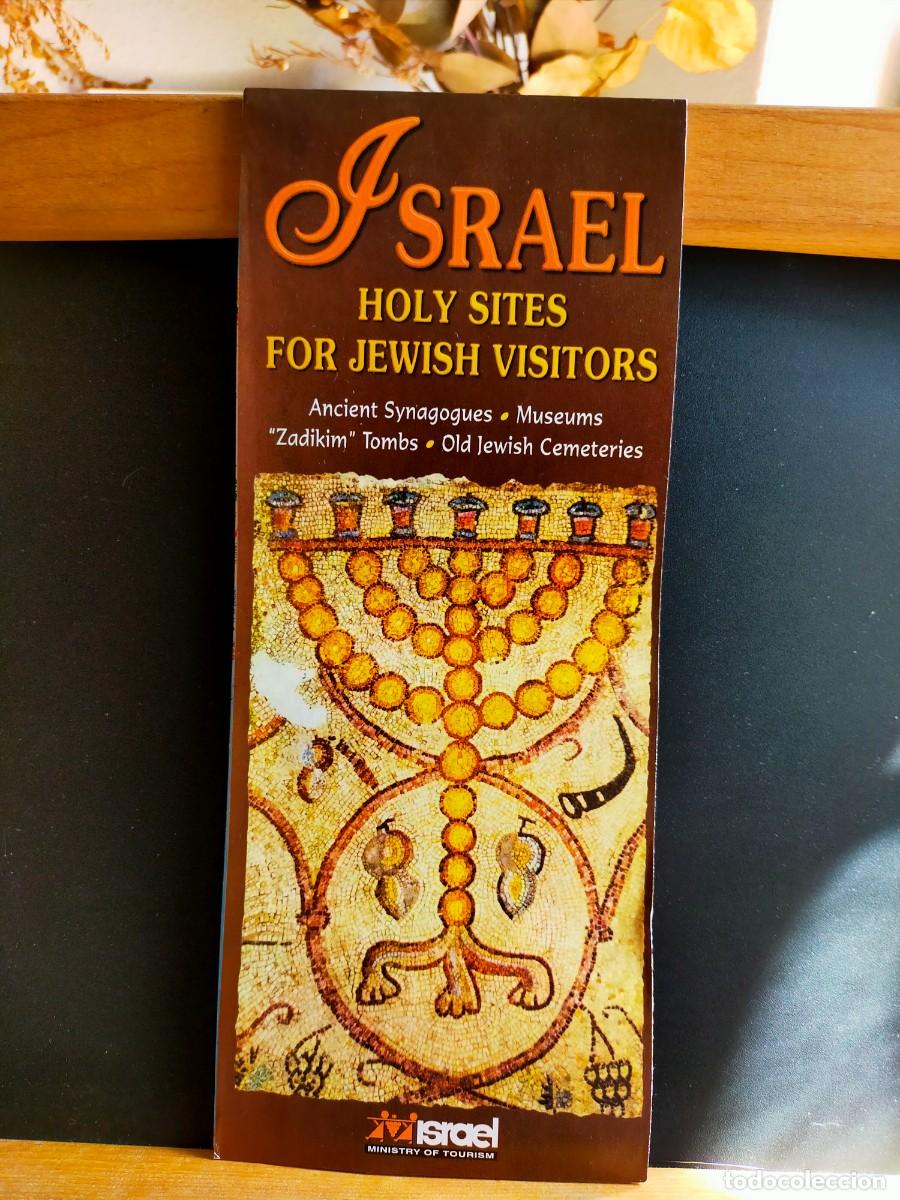 ISRAEL
HOLY SITES
FOR JEWISH VISITORS
Ancient Synagogues • Museums
"Zadikim" Tombs • Old Jewish Cemeteries
israel
MINISTRY OF TOURISM
todocoleccion